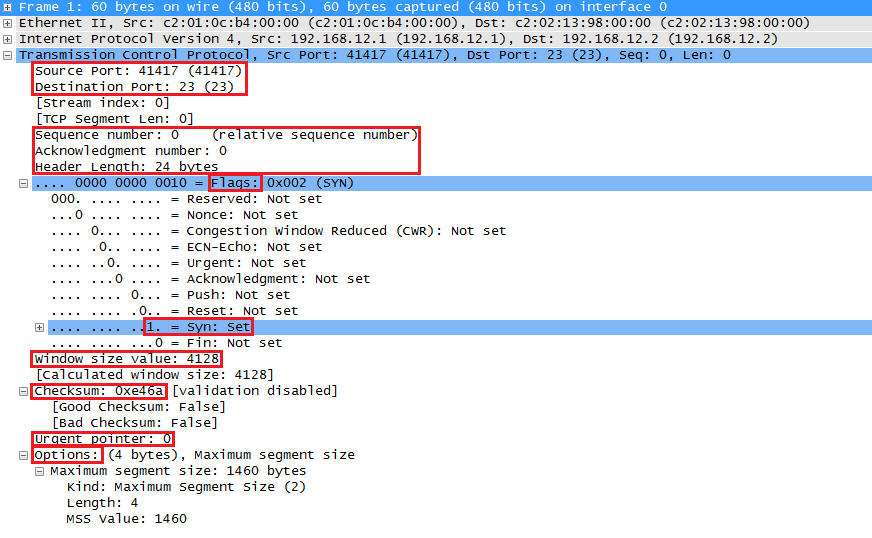 Frame 1: 60 bytes on wire (480 bits), 60 bytes captured (480 bits) on interface 0
Ethernet II, Src: c2:01:0c:b4:00:00 (c2:01:0c:b4:00:00), Dst: c2:02:13:98:00:00 (c2:02:13:98:00:00)
Internet Protocol Version 4, Src: 192.168.12.1 (192.168.12.1), Dst: 192.168.12.2 (192.168.12.2)
Transmission Control Protocol, Src Port: 41417 (41417), Dst Port: 23 (23), Seq: 0, Len: 0
Source Port: 41417 (41417)
Destination Port: 23 (23)
[Stream index: 0]
[TCP Segment Len: 0]
Sequence number: 0    (relative sequence number)
Acknowledgment number: 0
Header Length: 24 bytes
.... 0000 0000 0010 = Flags: 0x002 (SYN)
000. .... .... = Reserved: Not set
...0 .... .... = Nonce: Not set
.... 0... .... = Congestion Window Reduced (CWR): Not set
.... .0.. .... = ECN-Echo: Not set
.... ..0. .... = Urgent: Not set
.... ...0 .... = Acknowledgment: Not set
.... .... 0... = Push: Not set
.... .... .0.. = Reset: Not set
.... .... ..1. = Syn: Set
.... .... ...0 = Fin: Not set
Window size value: 4128
[Calculated window size: 4128]
Checksum: 0xe46a [validation disabled]
[Good Checksum: False]
[Bad Checksum: False]
Urgent pointer: 0
Options: (4 bytes), Maximum segment size
Maximum segment size: 1460 bytes
Kind: Maximum Segment Size (2)
Length: 4
MSS Value: 1460